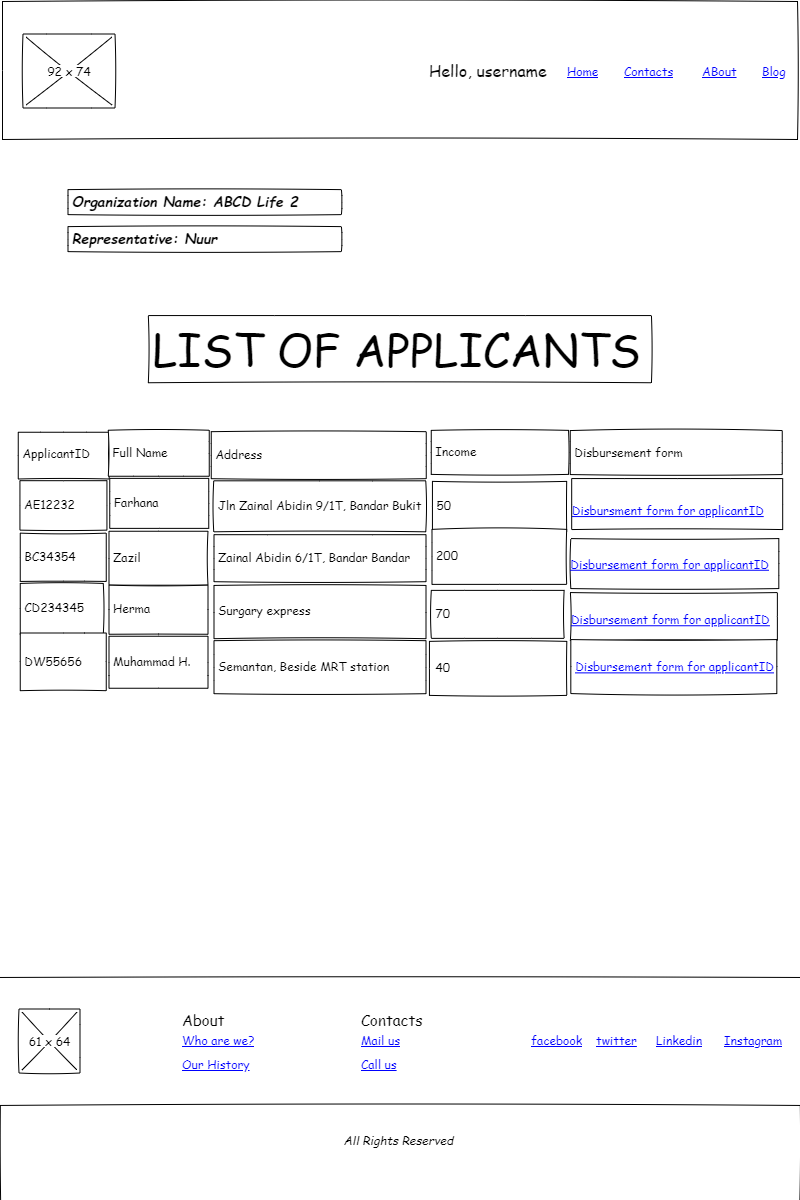 92 x 74
Hello, username Home Contacts ABout Blog
Organization Name: ABCD Life 2
Representative: Nuur
LIST OF APPLICANTS
ApplicantID Full Name Address Income Disbursement form
AE12232 Farhana Jln Zainal Abidin 9/1T, Bandar Bukit 50 Disbursment form for applicantID
BC34354 Zazil Zainal Abidin 6/1T, Bandar Bandar 200 Disbursement form for applicantID
CD234345 Herma Surgary express 70 Disbursement form for applicantID
DW55656 Muhammad H. Semantan, Beside MRT station 40 Disbursement form for applicantID
61 x 64
About Contacts
Who are we? Mail us facebook twitter Linkedin Instagram
Our History Call us
All Rights Reserved